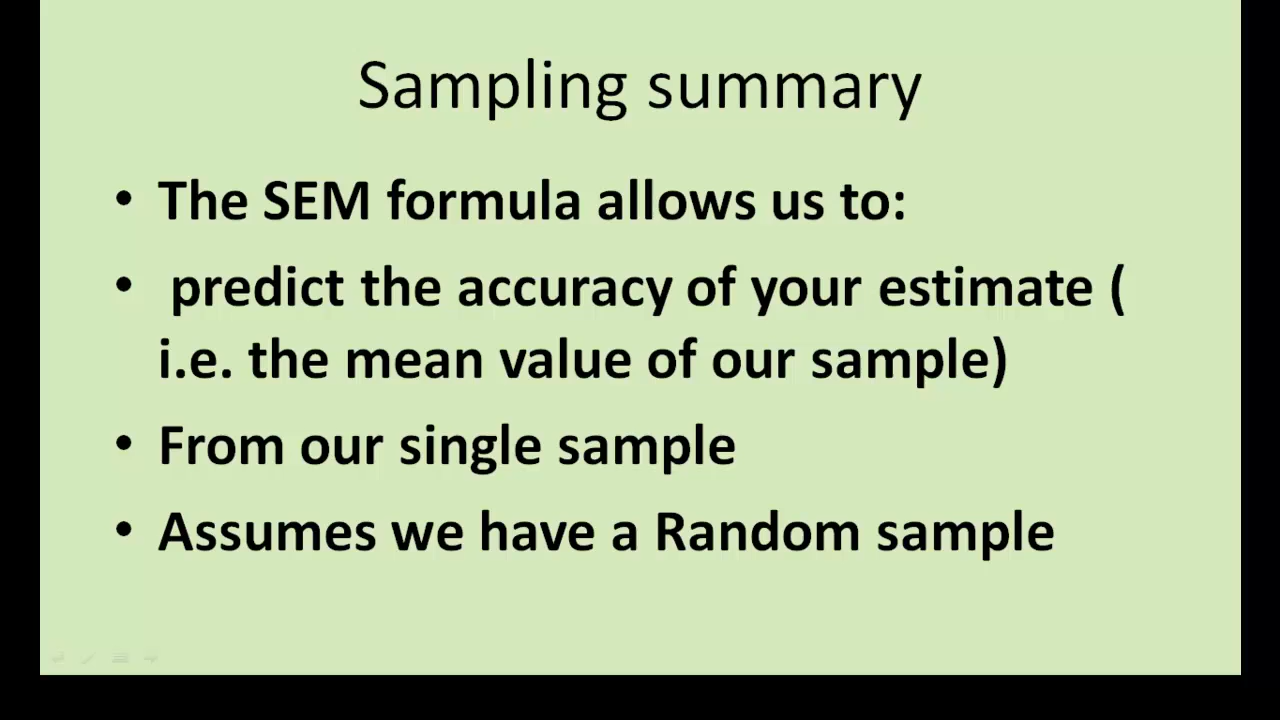 Sampling summary
• The SEM formula allows us to:
• predict the accuracy of your estimate (
i.e. the mean value of our sample)
• From our single sample
• Assumes we have a Random sample